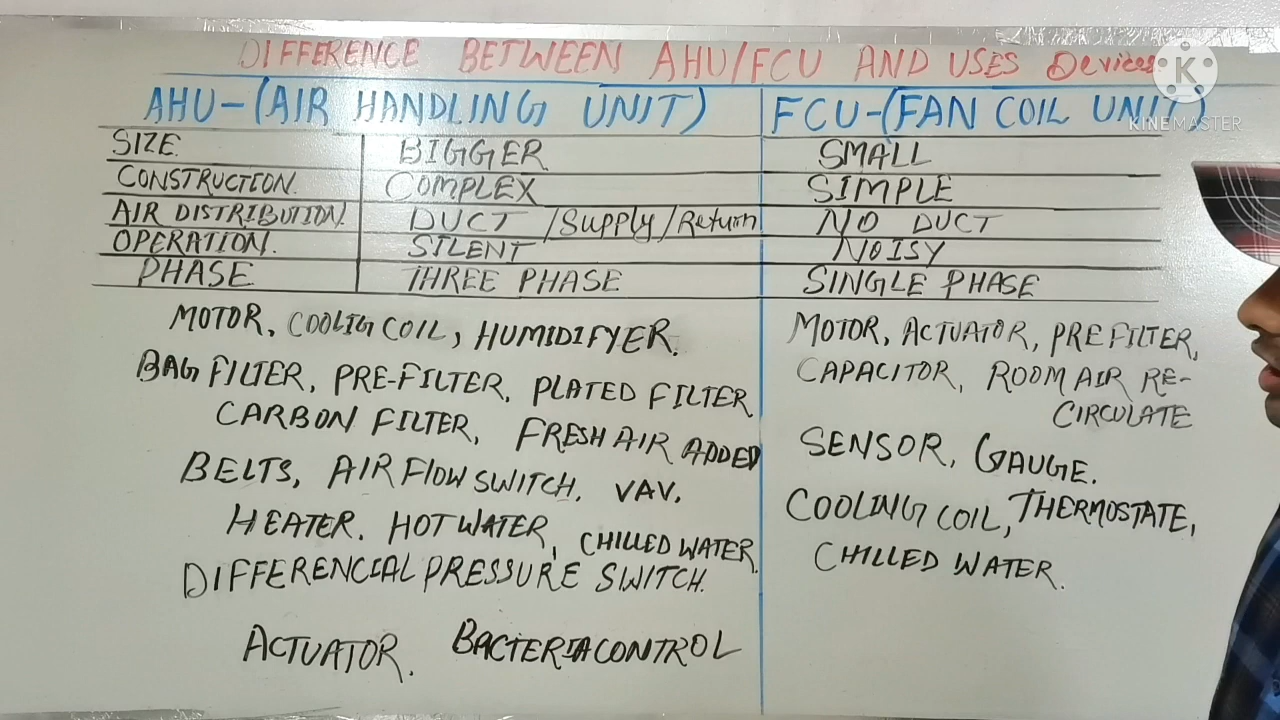 DIFFERENCE BETWEEN AHU/FCU AND USES Devices
K
KINEMASTER
AHU-(AIR HANDLING UNIT) FCU-(FAN COIL UNIT)
SIZE BIGGER SMALL
CONSTRUCTION. COMPLEX SIMPLE
AIR DISTRIBUTION. DUCT /Supply/Return NO DUCT
OPERATION. SILENT NOISY
PHASE THREE PHASE SINGLE PHASE
MOTOR, COOLIG COIL, HUMIDIFYER.
BAG FILTER, PRE-FILTER, PLATED FILTER
CARBON FILTER, FRESH AIR ADDED
BELTS, AIR FLOW SWITCH. VAV.
HEATER. HOT WATER, CHILLED WATER.
DIFFERENCIAL PRESSURE SWITCH.
ACTUATOR. BACTERIA CONTROL
MOTOR, ACTUATOR, PRE FILTER,
CAPACITOR, ROOM AIR RE-
CIRCULATE
SENSOR, GAUGE.
COOLING COIL, THERMOSTATE,
CHILLED WATER.